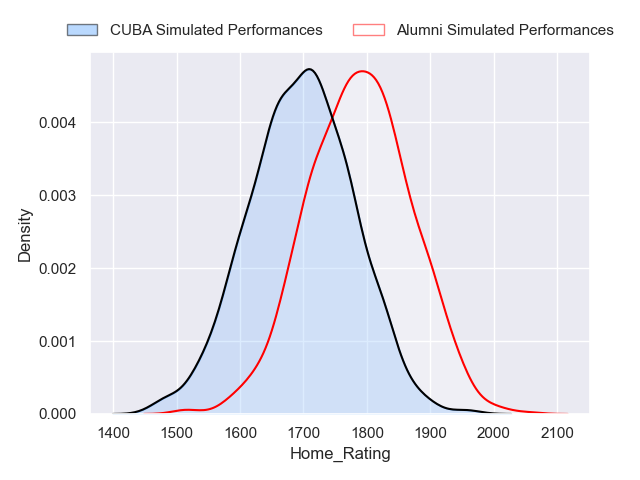 CUBA Simulated Performances Alumni Simulated Performances
Density
0.004
0.003
0.002
0.001
0.000
1400 1500 1600 1700 1800 1900 2000 2100
Home_Rating